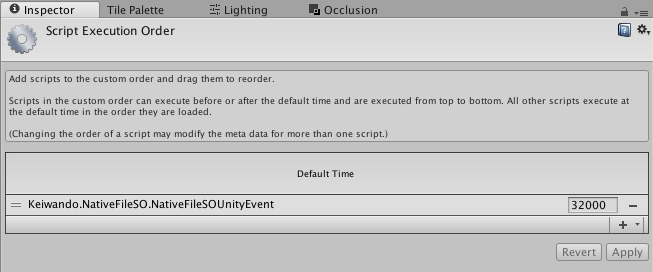 Inspector Tile Palette Lighting Occlusion
Script Execution Order
Add scripts to the custom order and drag them to reorder.
Scripts in the custom order can execute before or after the default time and are executed from top to bottom. All other scripts execute at
the default time in the order they are loaded.
(Changing the order of a script may modify the meta data for more than one script.)
Default Time
Keiwando.NativeFileSO.NativeFileSOUnityEvent 32000
Revert Apply